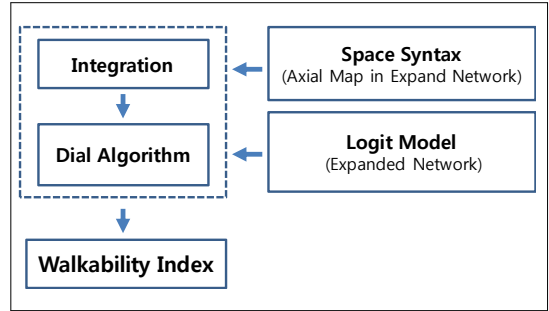 Integration
Space Syntax
(Axial Map in Expand Network)
Dial Algorithm
Logit Model
(Expanded Network)
Walkability Index